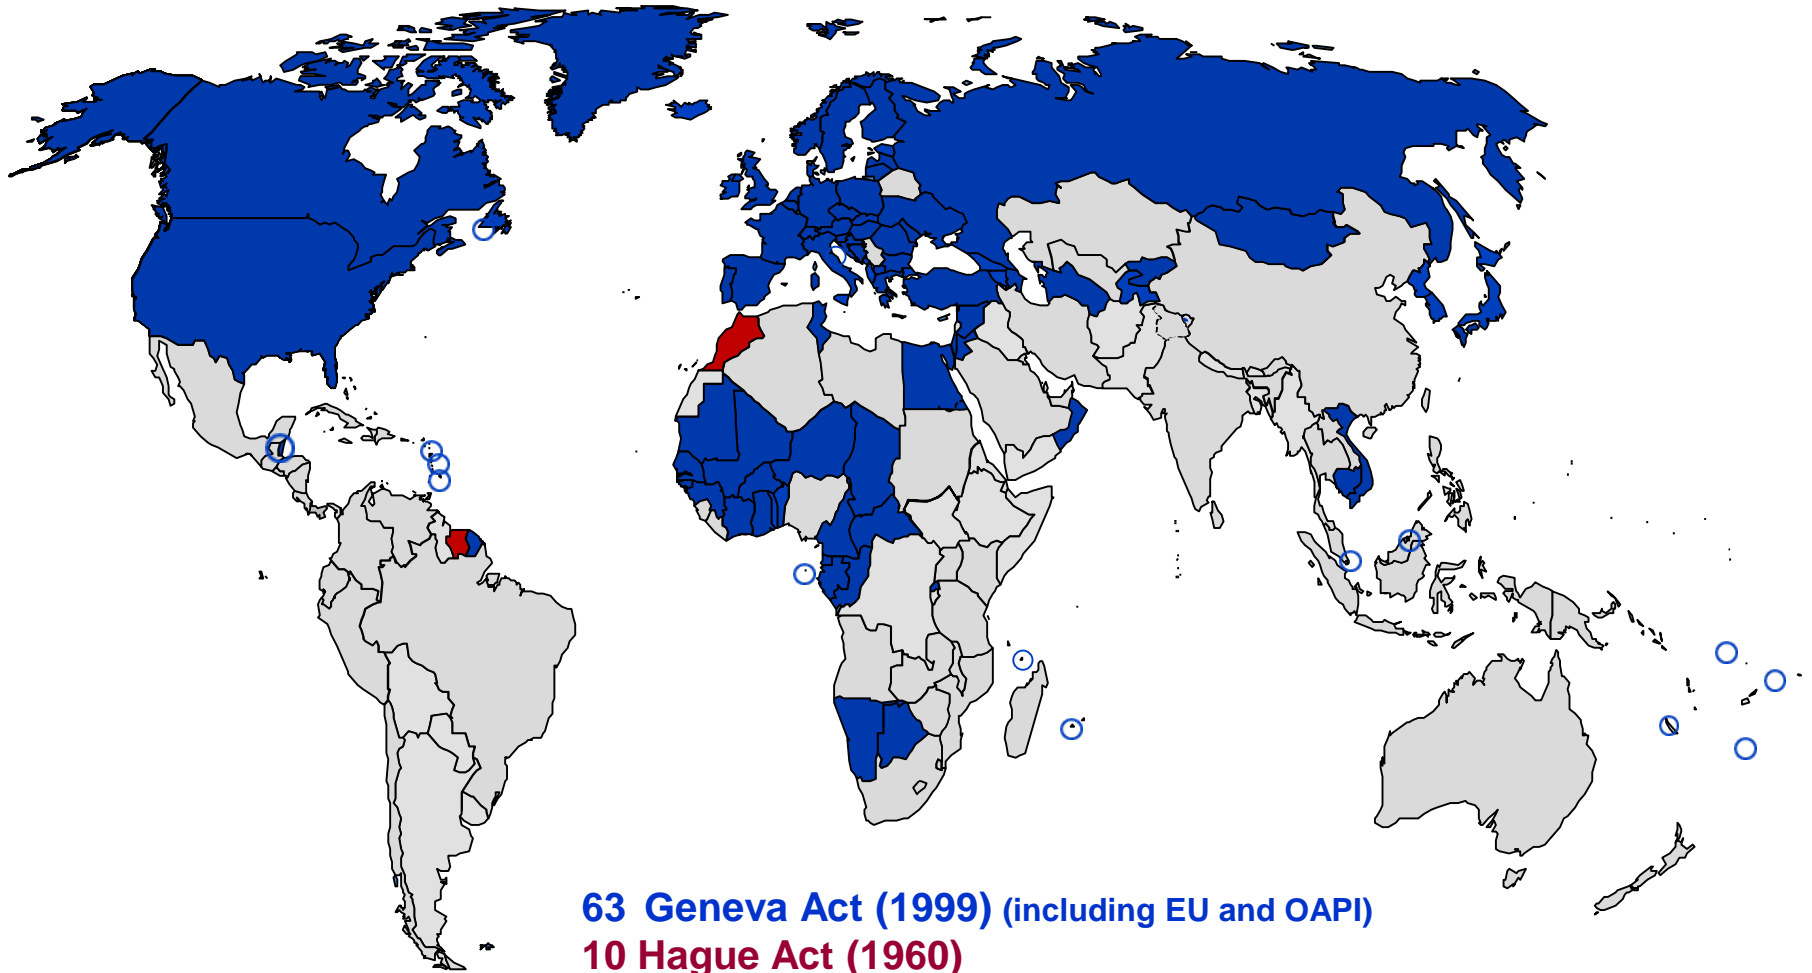 63 Geneva Act (1999) (including EU and OAPI)
10 Hague Act (1960)